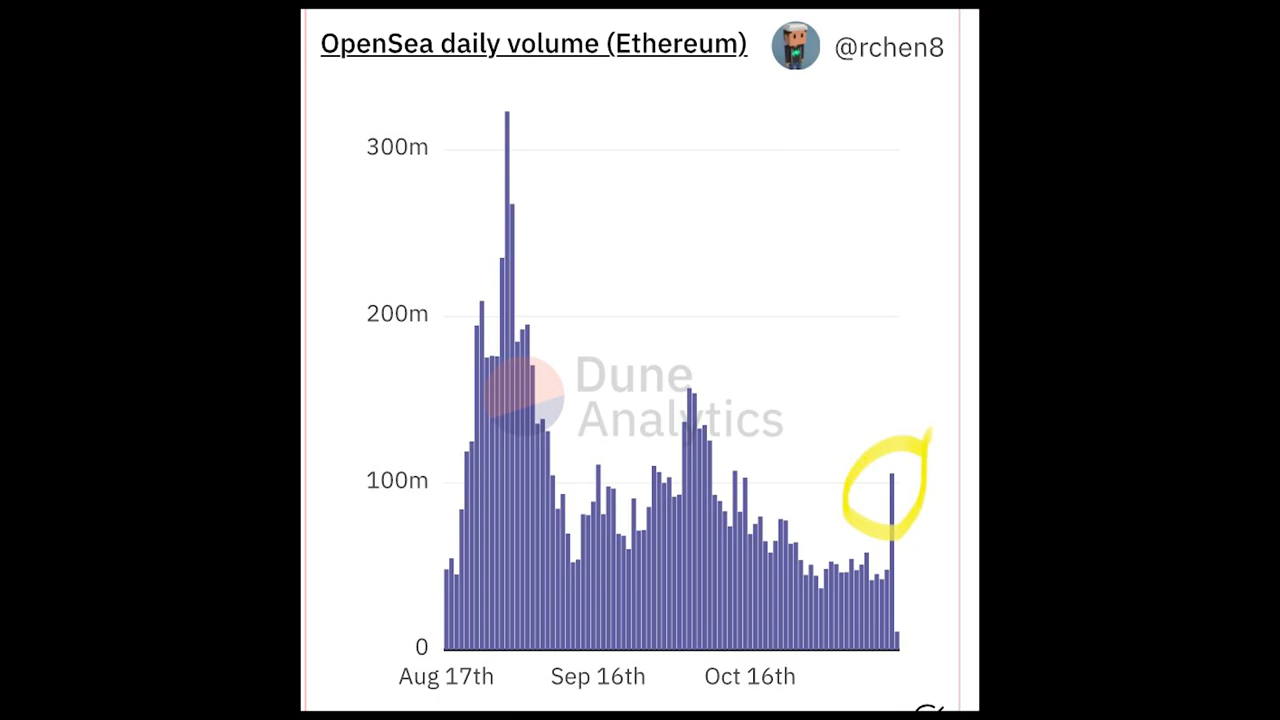 OpenSea daily volume (Ethereum)
@rchen8
300m
200m
100m
0
Dune
Analytics
Aug 17th
Sep 16th
Oct 16th